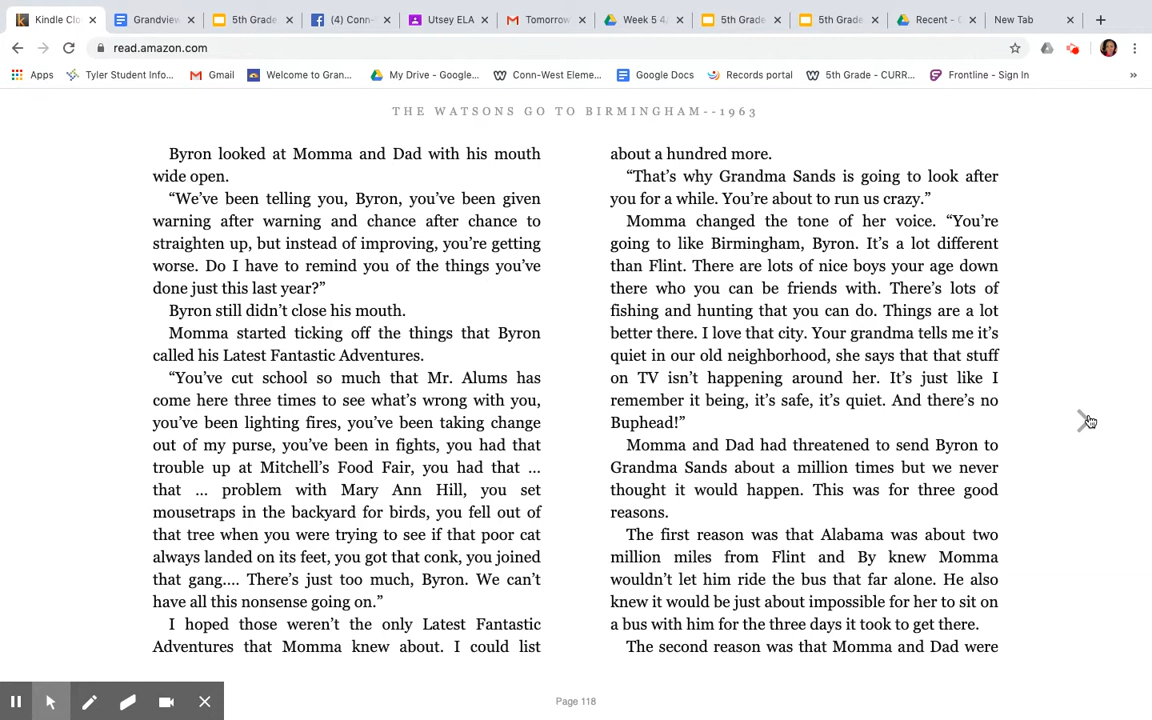 Kindle Clo
Grandview
5th Grade
(4) Conn-
Utsey ELA
Tomorrow
Week 5 4/
5th Grade
5th Grade
Recent - G
New Tab
read.amazon.com
Apps
Tyler Student Info...
Gmail
Welcome to Gran...
My Drive - Google...
Conn-West Eleme...
Google Docs
Records portal
5th Grade - CURR...
Frontline - Sign In
»
THE WATSONS GO TO BIRMINGHAM--1963
Byron looked at Momma and Dad with his mouth
wide open.
“We’ve been telling you, Byron, you’ve been given
warning after warning and chance after chance to
straighten up, but instead of improving, you’re getting
worse. Do I have to remind you of the things you’ve
done just this last year?”
Byron still didn’t close his mouth.
Momma started ticking off the things that Byron
called his Latest Fantastic Adventures.
“You’ve cut school so much that Mr. Alums has
come here three times to see what’s wrong with you,
you’ve been lighting fires, you’ve been taking change
out of my purse, you’ve been in fights, you had that
trouble up at Mitchell’s Food Fair, you had that ...
that ... problem with Mary Ann Hill, you set
mousetraps in the backyard for birds, you fell out of
that tree when you were trying to see if that poor cat
always landed on its feet, you got that conk, you joined
that gang.... There’s just too much, Byron. We can’t
have all this nonsense going on.”
I hoped those weren’t the only Latest Fantastic
Adventures that Momma knew about. I could list
about a hundred more.
“That’s why Grandma Sands is going to look after
you for a while. You’re about to run us crazy.”
Momma changed the tone of her voice. “You’re
going to like Birmingham, Byron. It’s a lot different
than Flint. There are lots of nice boys your age down
there who you can be friends with. There’s lots of
fishing and hunting that you can do. Things are a lot
better there. I love that city. Your grandma tells me it’s
quiet in our old neighborhood, she says that that stuff
on TV isn’t happening around her. It’s just like I
remember it being, it’s safe, it’s quiet. And there’s no
Buphead!”
Momma and Dad had threatened to send Byron to
Grandma Sands about a million times but we never
thought it would happen. This was for three good
reasons.
The first reason was that Alabama was about two
million miles from Flint and By knew Momma
wouldn’t let him ride the bus that far alone. He also
knew it would be just about impossible for her to sit on
a bus with him for the three days it took to get there.
The second reason was that Momma and Dad were
Page 118